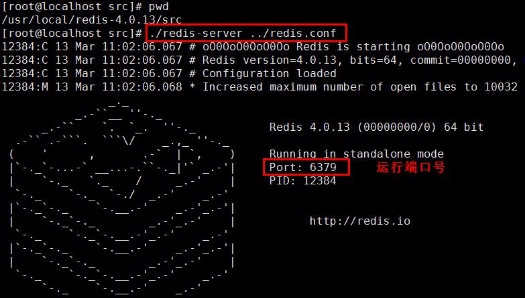 [root@localhost src]# pwd
/usr/local/redis-4.0.13/src
[root@localhost src]# ./redis-server ../redis.conf
12384:C 13 Mar 11:02:06.067 # oO0OoO0OoO0Oo Redis is starting oO0OoO0OoO0Oo
12384:C 13 Mar 11:02:06.067 # Redis version=4.0.13, bits=64, commit=00000000,
12384:C 13 Mar 11:02:06.067 # Configuration loaded
12384:M 13 Mar 11:02:06.068 * Increased maximum number of open files to 10032
Redis 4.0.13 (00000000/0) 64 bit
Running in standalone mode
Port: 6379 运行端口号
PID: 12384
http://redis.io